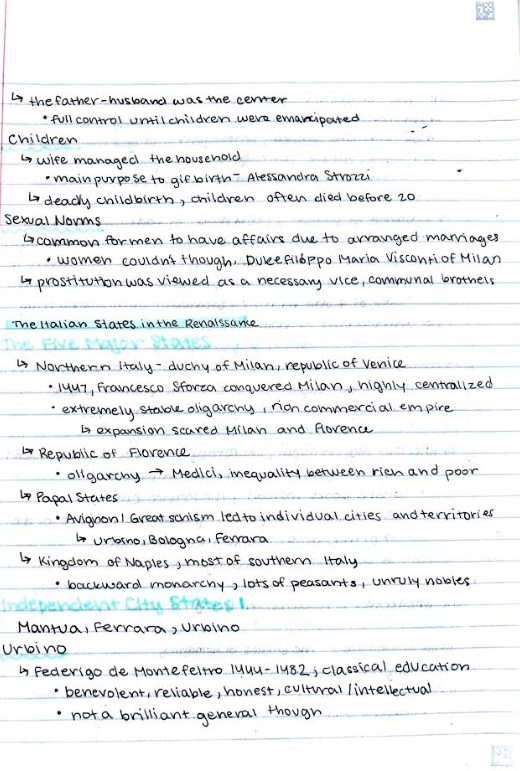 ↳ the father-husband was the center
• full control until children were emancipated
Children
↳ wife managed the household
• main purpose to gif birth - Alessandra Strozzi
↳ deadly childbirth, children often died before 20
Sexual Norms
↳ common for men to have affairs due to arranged marriages
• women couldn't though, Duke Filippo Maria Visconti of Milan
↳ prostitution was viewed as a necessary vice, communal brothels
The Italian States in the Renaissance
The Five Major States
↳ Northern Italy - duchy of Milan, republic of Venice
• 1447, Francesco Sforza conquered Milan, highly centralized
• extremely stable oligarchy, rich commercial empire
↳ expansion scared Milan and Florence
↳ Republic of Florence
• oligarchy → Medici, inequality between rich and poor
↳ Papal States
• Avignon / Great schism led to individual cities and territories
↳ Urbino, Bologna, Ferrara
↳ Kingdom of Naples, most of southern Italy
• backward monarchy, lots of peasants, unruly nobles
Independent City States
Mantua, Ferrara, Urbino
Urbino
↳ Federigo de Montefeltro 1444-1482, classical education
• benevolent, reliable, honest, cultural/intellectual
• not a brilliant general though